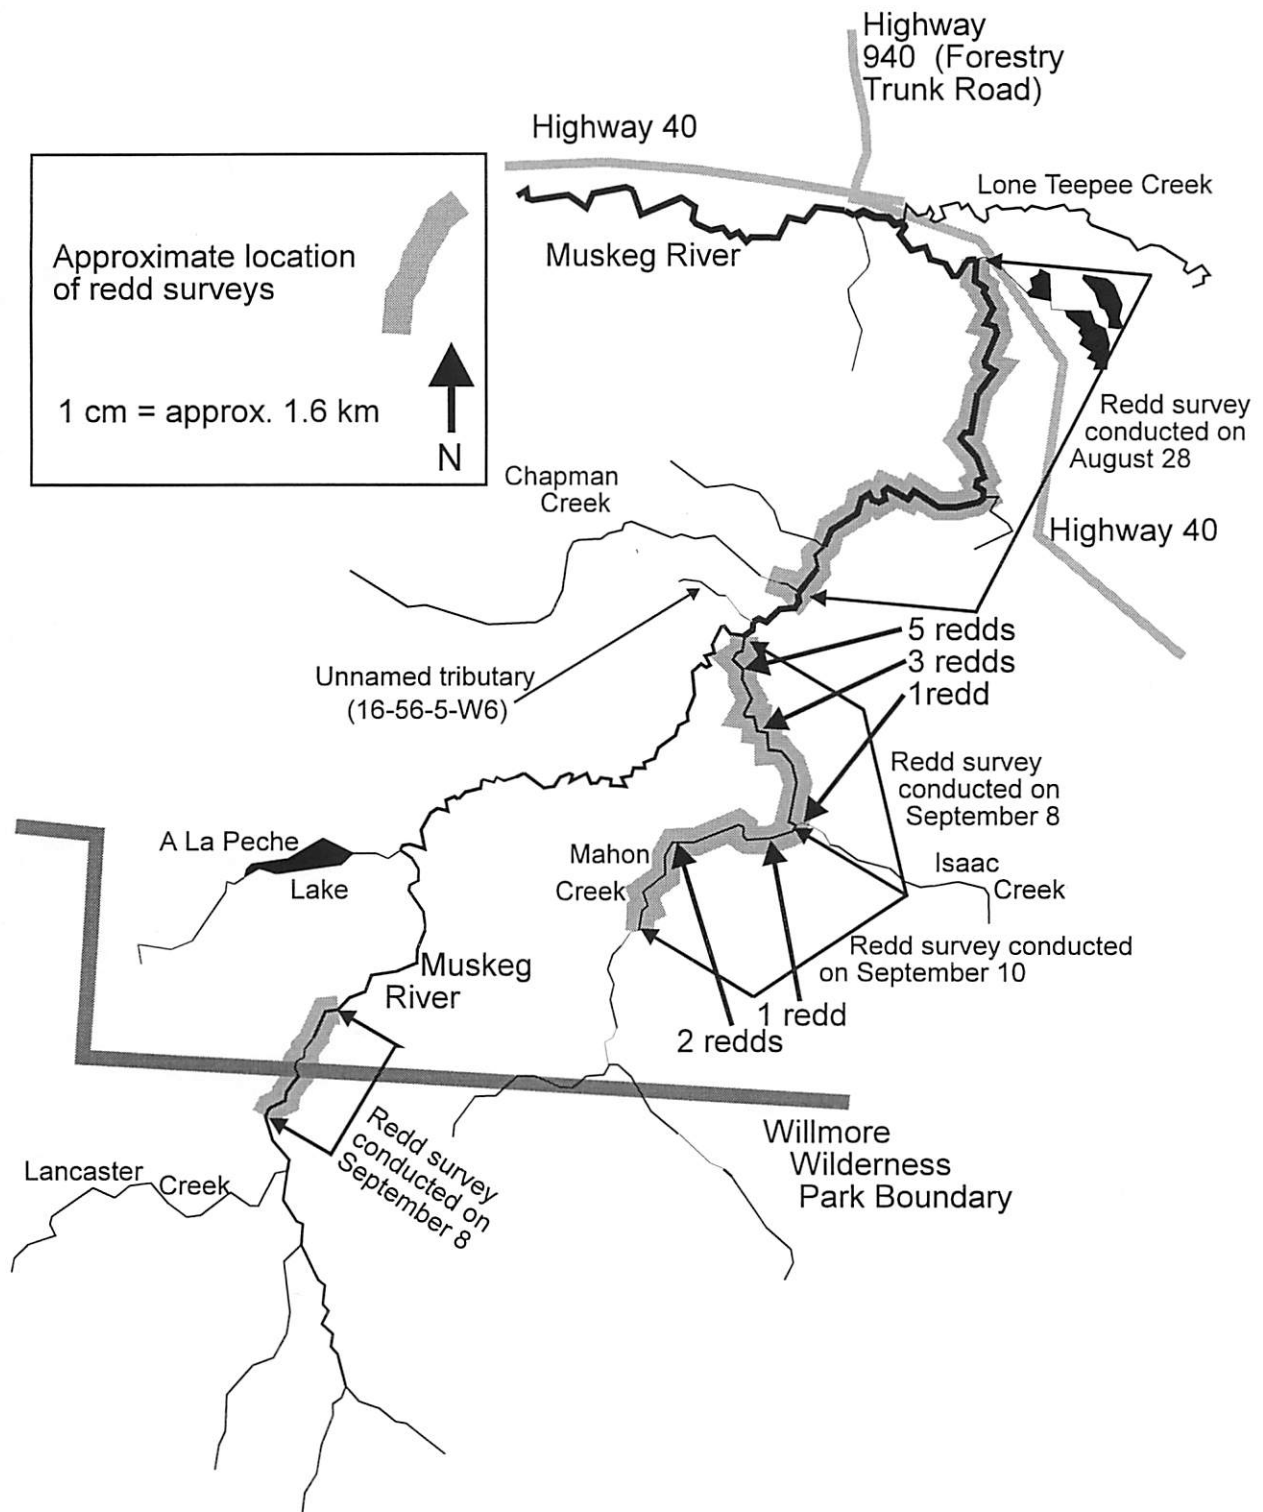 Highway
940 (Forestry
Trunk Road)
Highway 40
Lone Teepee Creek
Muskeg River
Approximate location
of redd surveys
1 cm = approx. 1.6 km
N
Redd survey
conducted on
August 28
Chapman
Creek
Highway 40
5 redds
3 redds
1redd
Unnamed tributary
(16-56-5-W6)
Redd survey
conducted on
September 8
A La Peche
Lake
Mahon
Creek
Isaac
Creek
Redd survey conducted
on September 10
Muskeg
River
1 redd
2 redds
Redd survey
conducted on
September 8
Willmore
Wilderness
Park Boundary
Lancaster Creek